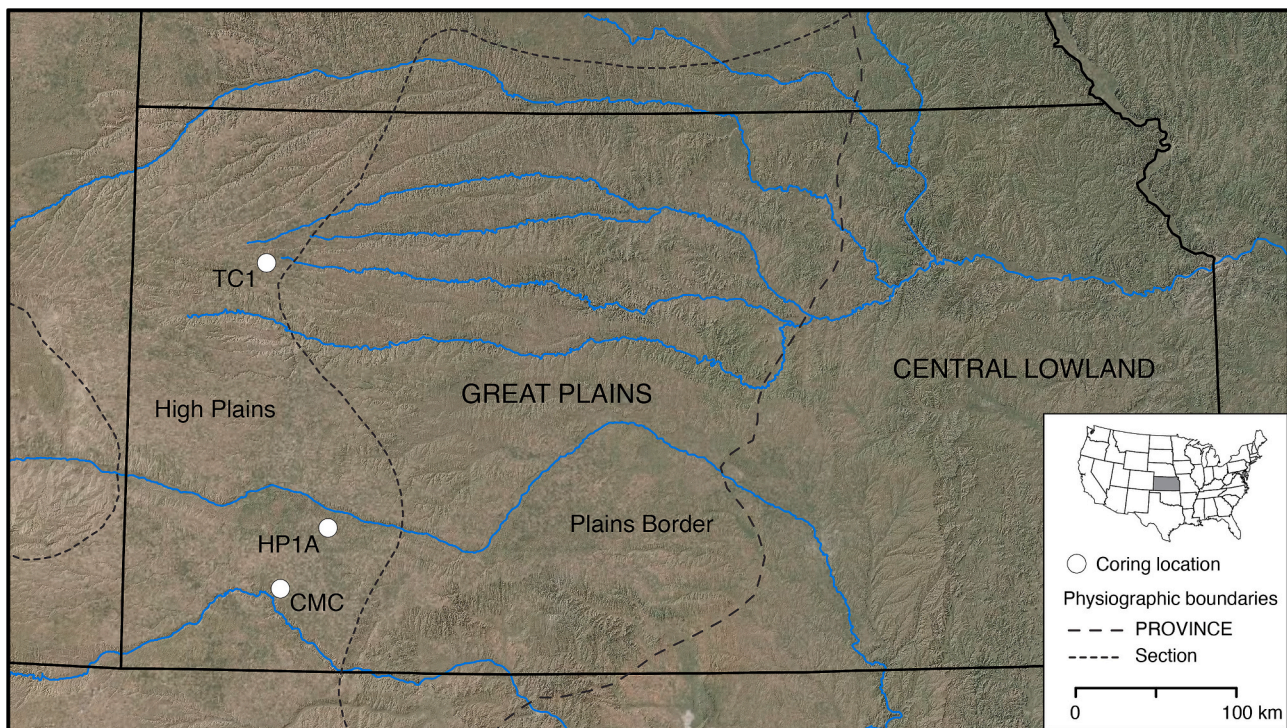 TC1
GREAT PLAINS
CENTRAL LOWLAND
High Plains
Plains Border
HP1A
CMC
Coring location
Physiographic boundaries
PROVINCE
Section
0 100 km